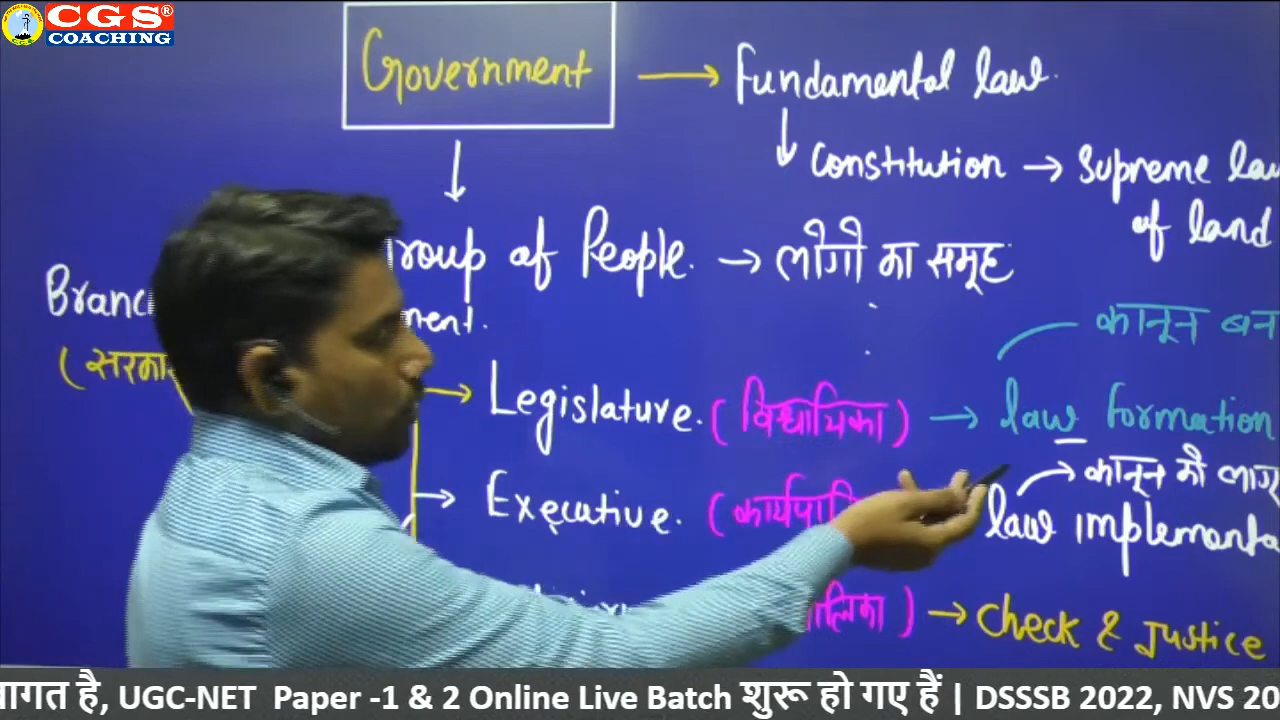 CGS®
COACHING
Government → Fundamental law.
Constitution → Supreme law
of land
roup of People. → लोगो का समूह
Branc ment.
कानून बन
(सरकार
Legislature. (विधायिका) → law formation
कानून को लागू
Executive. (कार्यपा law implementa
ालिका) → Check & Justice
ागत है, UGC-NET Paper -1 & 2 Online Live Batch शुरू हो गए हैं | DSSSB 2022, NVS 20